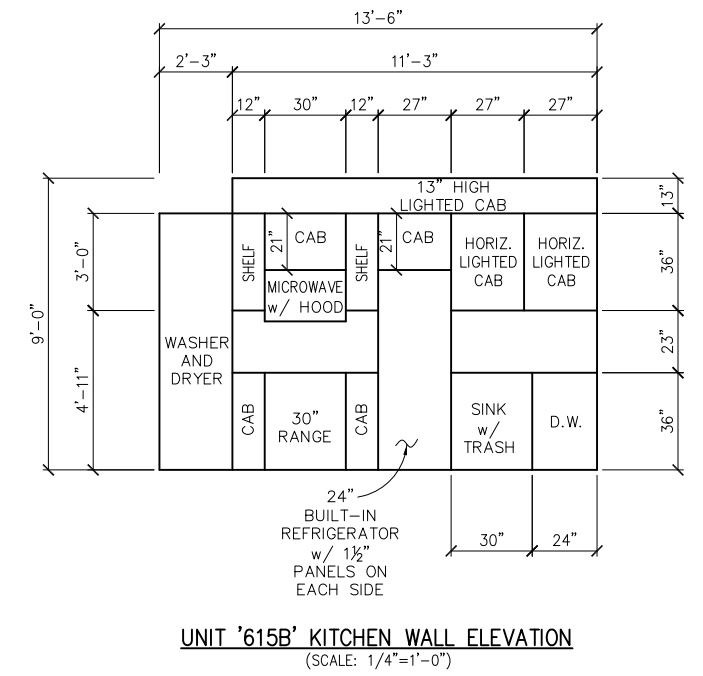 13'-6"
2'-3"
11'-3"
12"
30"
12"
27"
27"
27"
13" HIGH
LIGHTED CAB
13"
3'-0"
SHELF
21"
CAB
SHELF
21"
CAB
HORIZ.
LIGHTED
CAB
HORIZ.
LIGHTED
CAB
36"
MICROWAVE
w/ HOOD
9'-0"
WASHER
AND
DRYER
23"
4'-11"
CAB
30"
RANGE
CAB
SINK
w/
TRASH
D.W.
36"
24"
BUILT-IN
REFRIGERATOR
w/ 1½"
PANELS ON
EACH SIDE
30"
24"
UNIT '615B' KITCHEN WALL ELEVATION
(SCALE: 1/4"=1'-0")